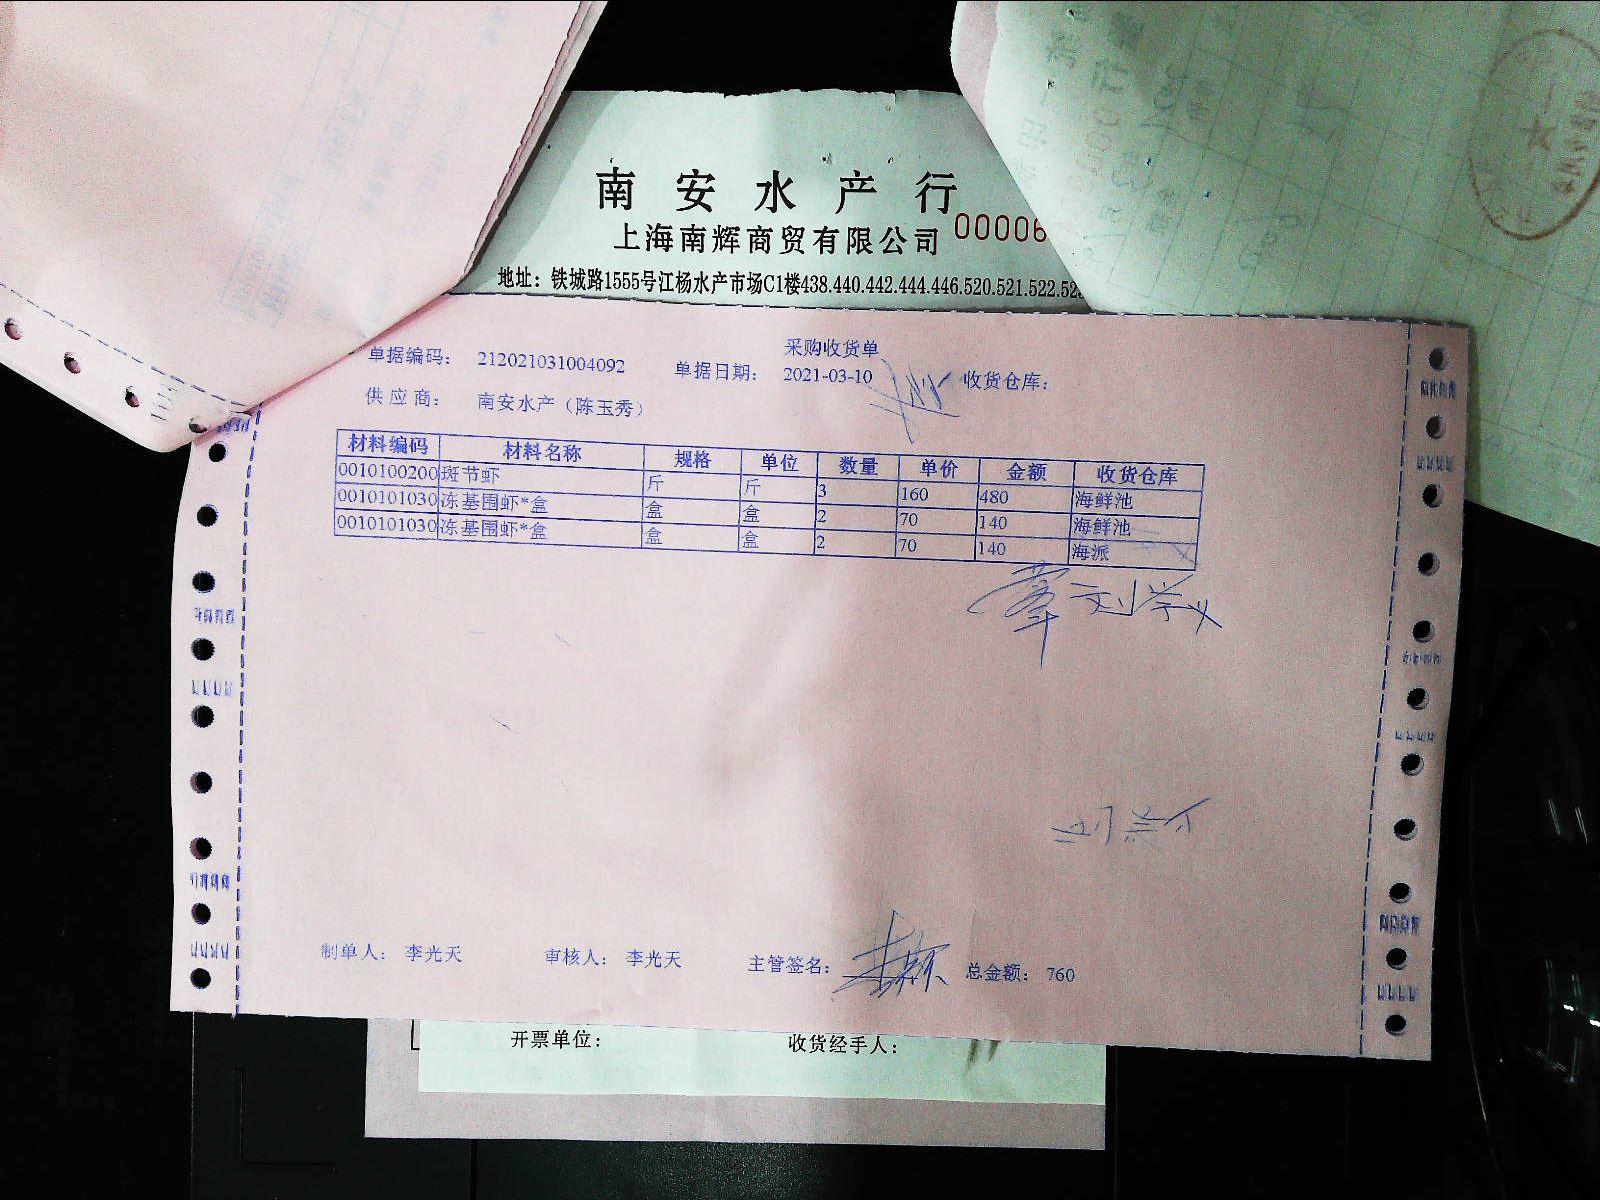 南安水产行
上海南辉商贸有限公司 00006
地址：铁城路1555号江杨水产市场C1楼438.440.442.444.446.520.521.522.523
采购收货单
单据编码： 212021031004092 单据日期： 2021-03-10 收货仓库：
供应商： 南安水产（陈玉秀）
材料编码 材料名称 规格 单位 数量 单价 金额 收货仓库
0010100200 斑节虾 斤 斤 3 160 480 海鲜池
0010101030 冻基围虾*盒 盒 盒 2 70 140 海鲜池
0010101030 冻基围虾*盒 盒 盒 2 70 140 海派
制单人： 李光天 审核人： 李光天 主管签名： 总金额： 760
开票单位： 收货经手人：